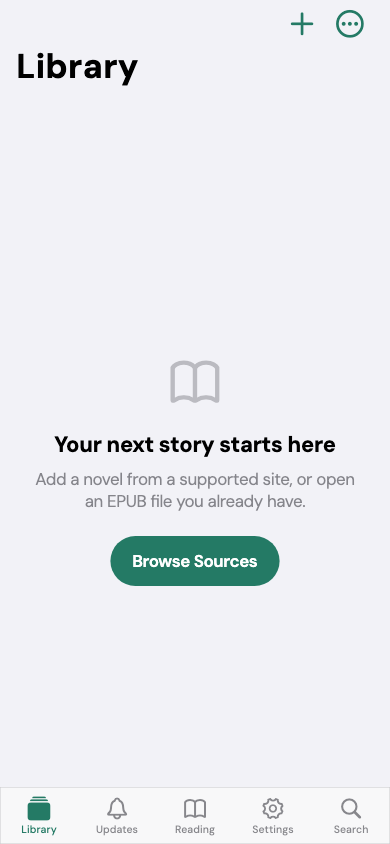 Library
Your next story starts here
Add a novel from a supported site, or open
an EPUB file you already have.
Browse Sources
Library
Updates
Reading
Settings
Search